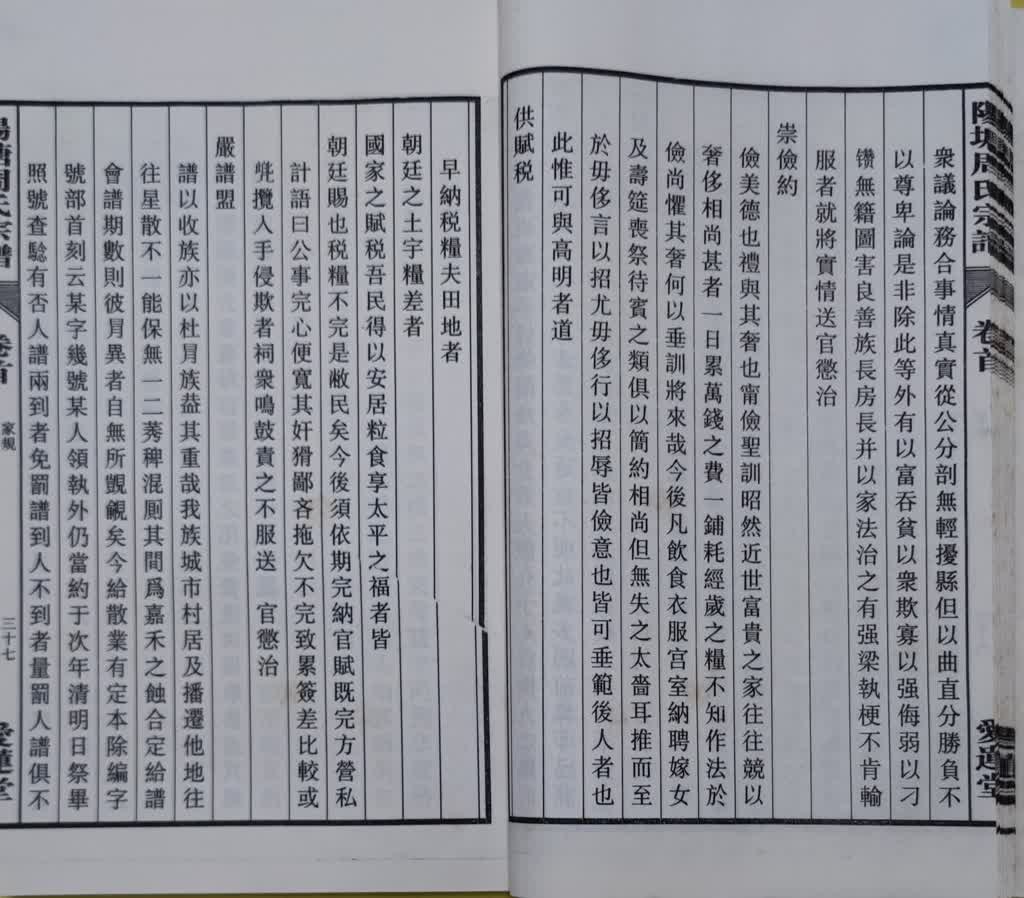 陽塘周氏宗譜
卷首
愛蓮堂
衆議論務合事情真實從公分剖無輕擾縣但以曲直分勝負不
以尊卑論是非除此等外有以富吞貧以衆欺寡以强侮弱以刁
鑽無籍圖害良善族長房長并以家法治之有强梁執梗不肯輸
服者就將實情送官懲治
崇儉約
儉美德也禮與其奢也甯儉聖訓昭然近世富貴之家往往競以
奢侈相尚甚者一日累萬錢之費一鋪耗經歲之糧不知作法於
儉尚懼其奢何以垂訓將來哉今後凡飲食衣服宫室納聘嫁女
及壽筵喪祭待賓之類俱以簡約相尚但無失之太嗇耳推而至
於毋侈言以招尤毋侈行以招辱皆儉意也皆可垂範後人者也
此惟可與高明者道
供賦税
早納税糧夫田地者
朝廷之土宇糧差者
國家之賦税吾民得以安居粒食享太平之福者皆
朝廷賜也税糧不完是敝民矣今後須依期完納官賦既完方營私
計語曰公事完心便寬其奸猾鄙吝拖欠不完致累簽差比較或
兜攬人手侵欺者祠衆鳴鼓責之不服送 官懲治
嚴譜盟
譜以收族亦以杜冐族葢其重哉我族城市村居及播遷他地往
往星散不一能保無一二莠稗混厠其間爲嘉禾之蝕合定給譜
會譜期數則彼冐異者自無所覬覦矣今給散業有定本除編字
號部首刻云某字幾號某人領執外仍當約于次年清明日祭畢
照號查騐有否人譜兩到者免罰譜到人不到者量罰人譜俱不
陽塘周氏宗譜
卷首
家規
三十七
愛蓮堂